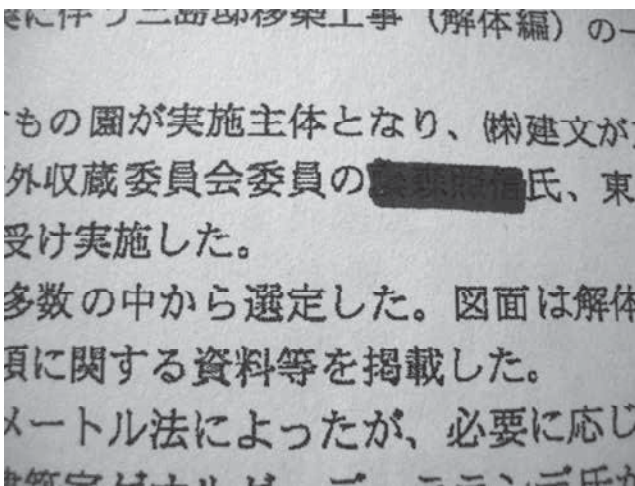 に伴う三島邸移築工事(解体編)の一
もの園が実施主体となり、㈱建文が
外収蔵委員会委員の氏、東
受け実施した。
多数の中から選定した。図面は解体
項に関する資料等を掲載した。
メートル法によったが、必要に応じ